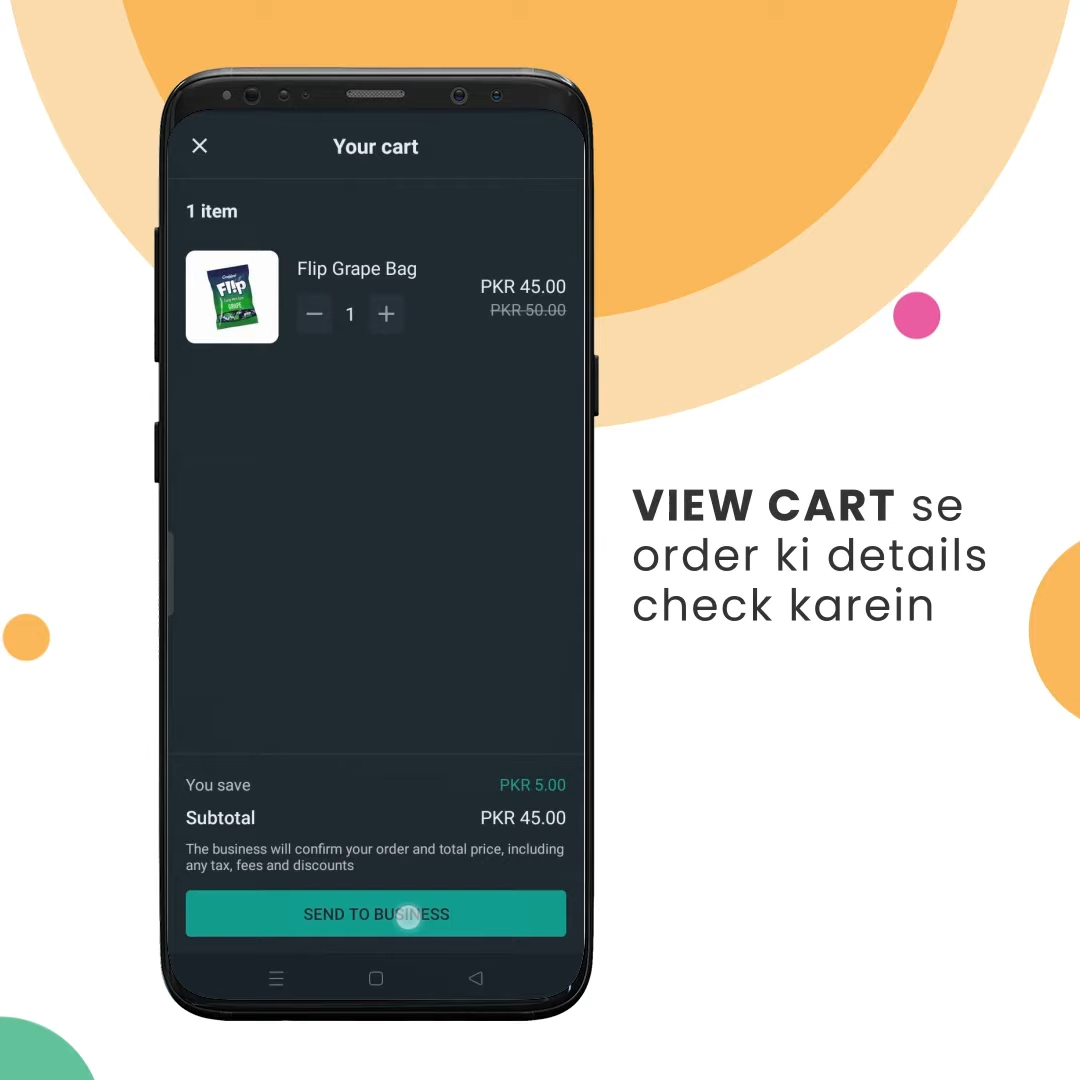 Your cart
1 item
Flip Grape Bag
PKR 45.00
1
PKR 50.00
Flip
GRAPE
VIEW CART se
order ki details
check karein
You save PKR 5.00
Subtotal PKR 45.00
The business will confirm your order and total price, including
any tax, fees and discounts
SEND TO BUSINESS